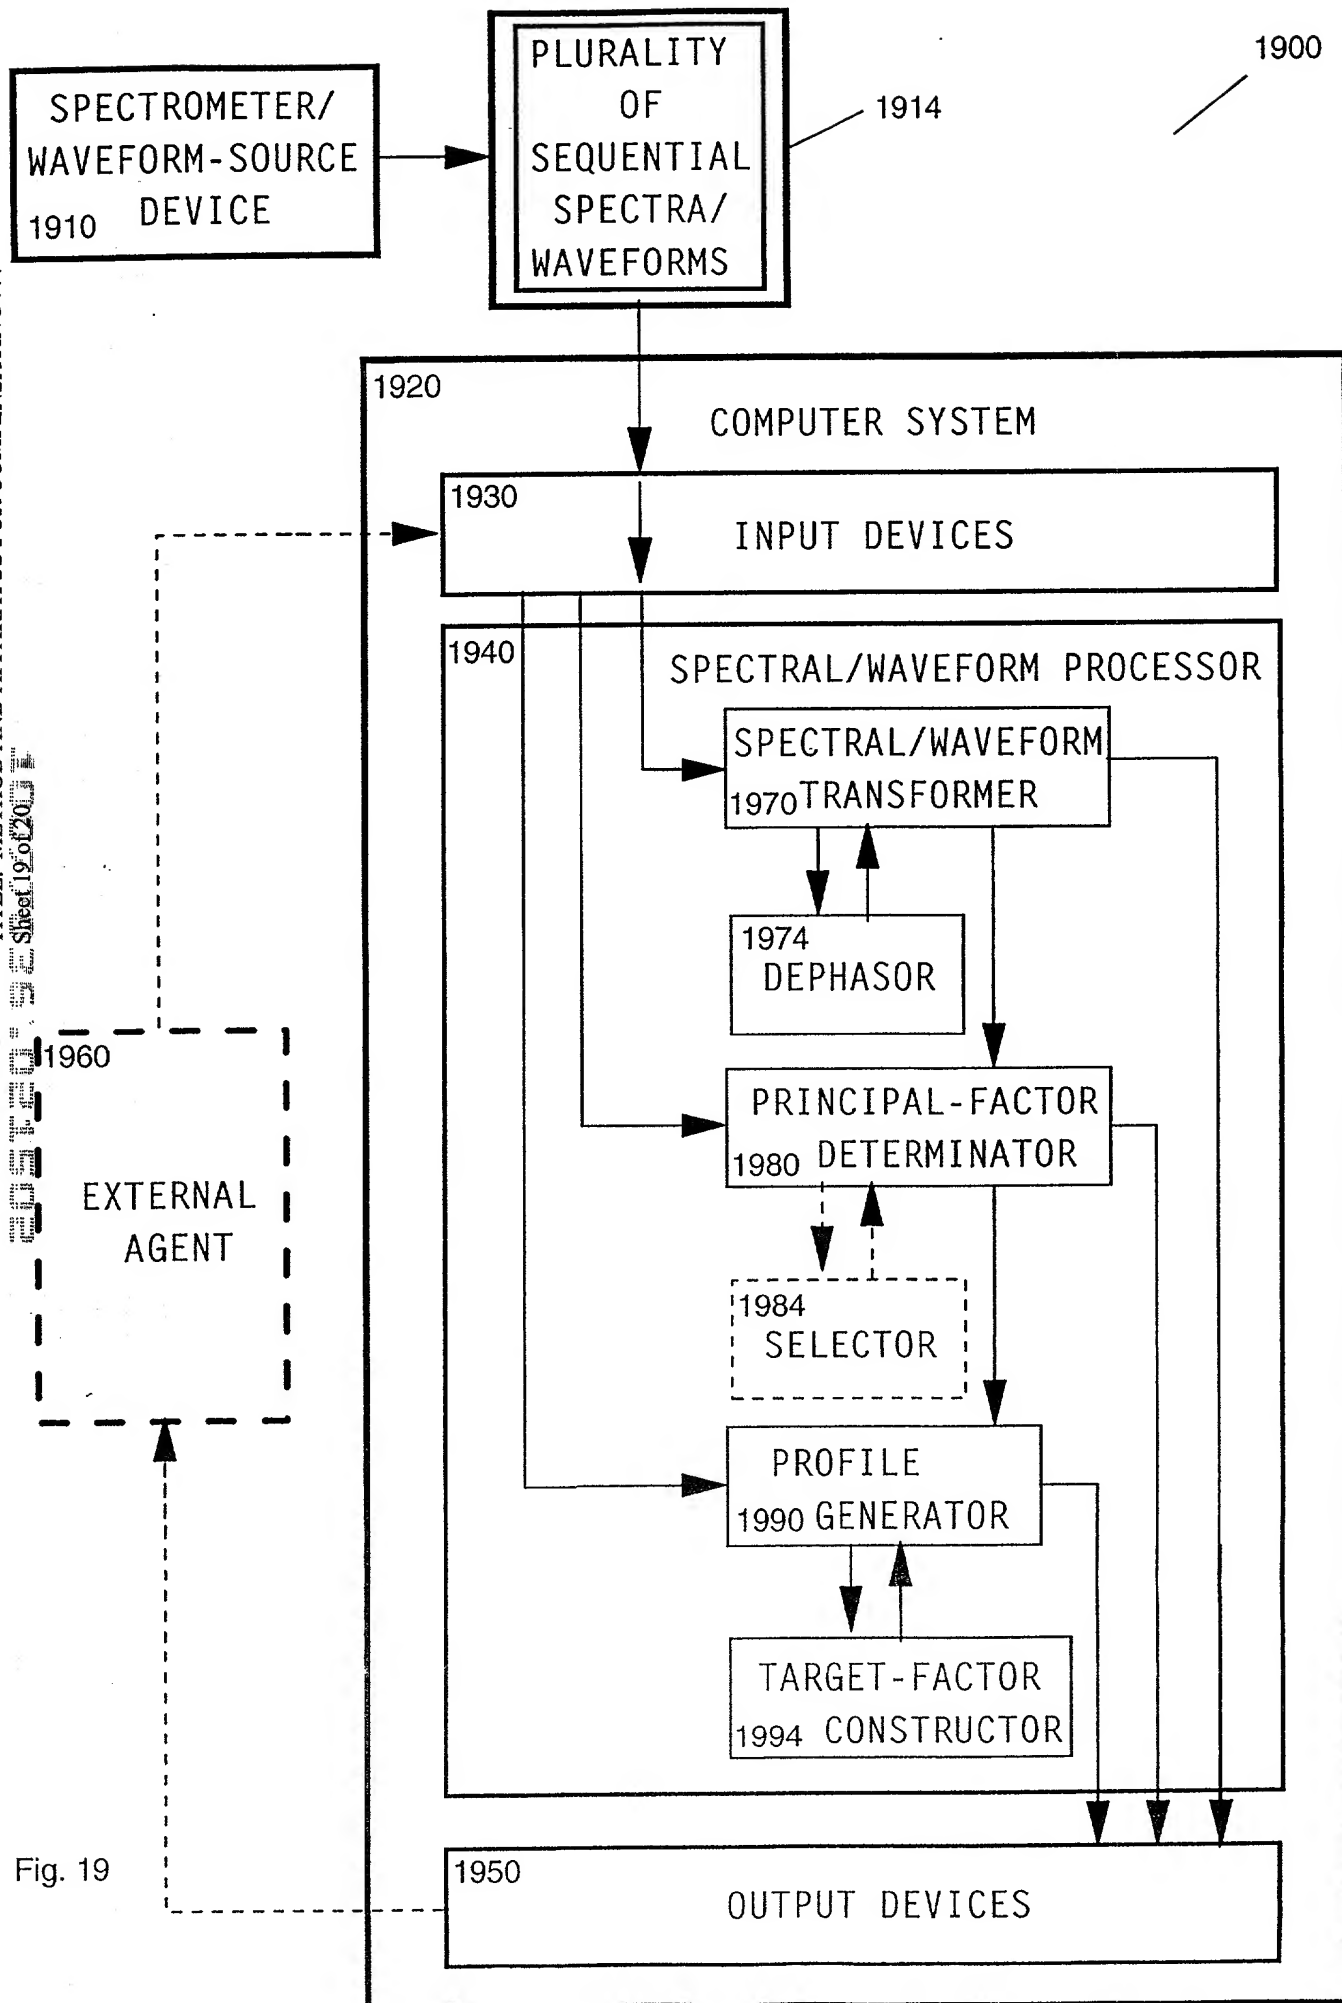 1900
PLURALITY
OF
SEQUENTIAL
SPECTRA/
WAVEFORMS
1914
SPECTROMETER/
WAVEFORM-SOURCE
1910 DEVICE
1920
COMPUTER SYSTEM
1930
INPUT DEVICES
1940
SPECTRAL/WAVEFORM PROCESSOR
SPECTRAL/WAVEFORM
1970 TRANSFORMER
1974
DEPHASOR
Sheet 19 of 20
1960
EXTERNAL
AGENT
PRINCIPAL-FACTOR
1980 DETERMINATOR
1984
SELECTOR
PROFILE
1990 GENERATOR
TARGET-FACTOR
1994 CONSTRUCTOR
Fig. 19
1950
OUTPUT DEVICES